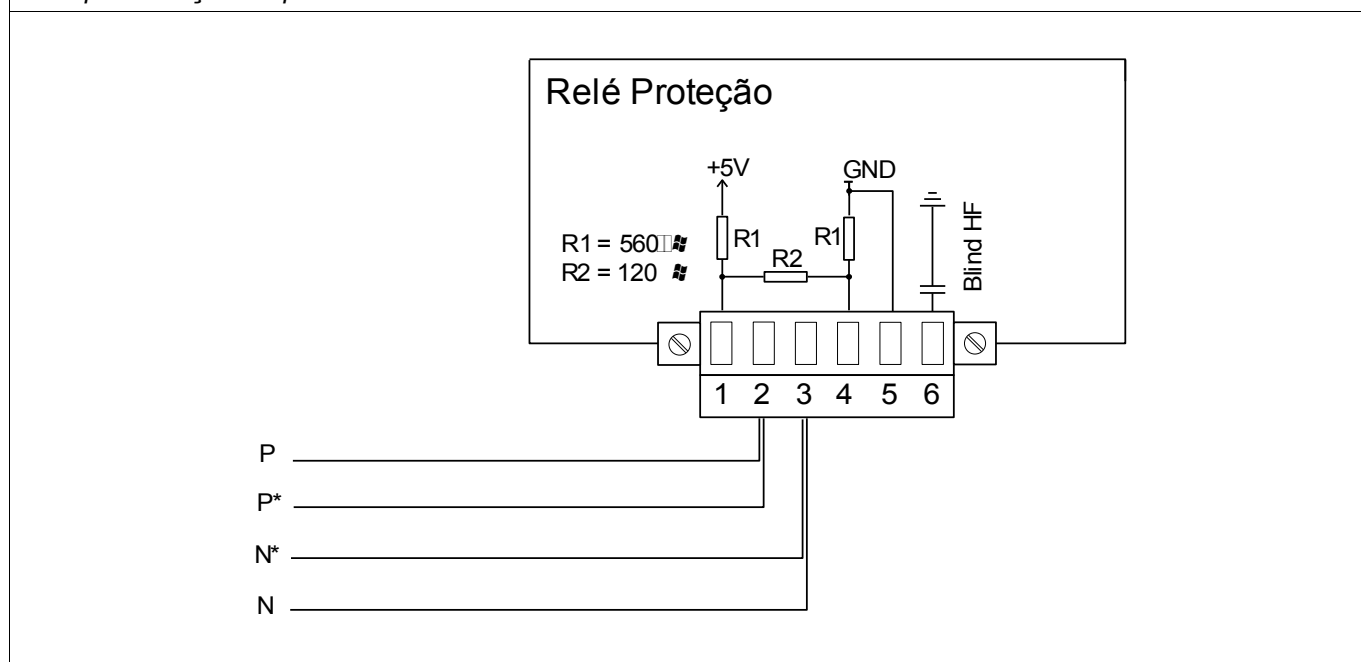 Relé Proteção
+5V
GND
R1
R1
R2
R1 = 560
R2 = 120
Blind HF
1 2 3 4 5 6
P
P*
N*
N